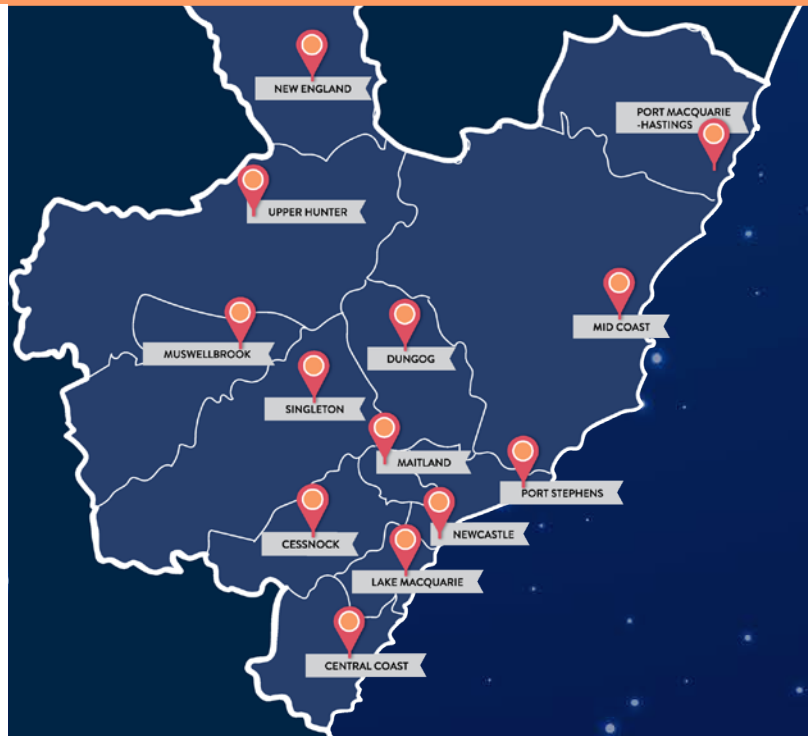 NEW ENGLAND
PORT MACQUARIE
-HASTINGS
UPPER HUNTER
MID COAST
MUSWELLBROOK
DUNGOG
SINGLETON
MAITLAND
PORT STEPHENS
CESSNOCK
NEWCASTLE
LAKE MACQUARIE
CENTRAL COAST